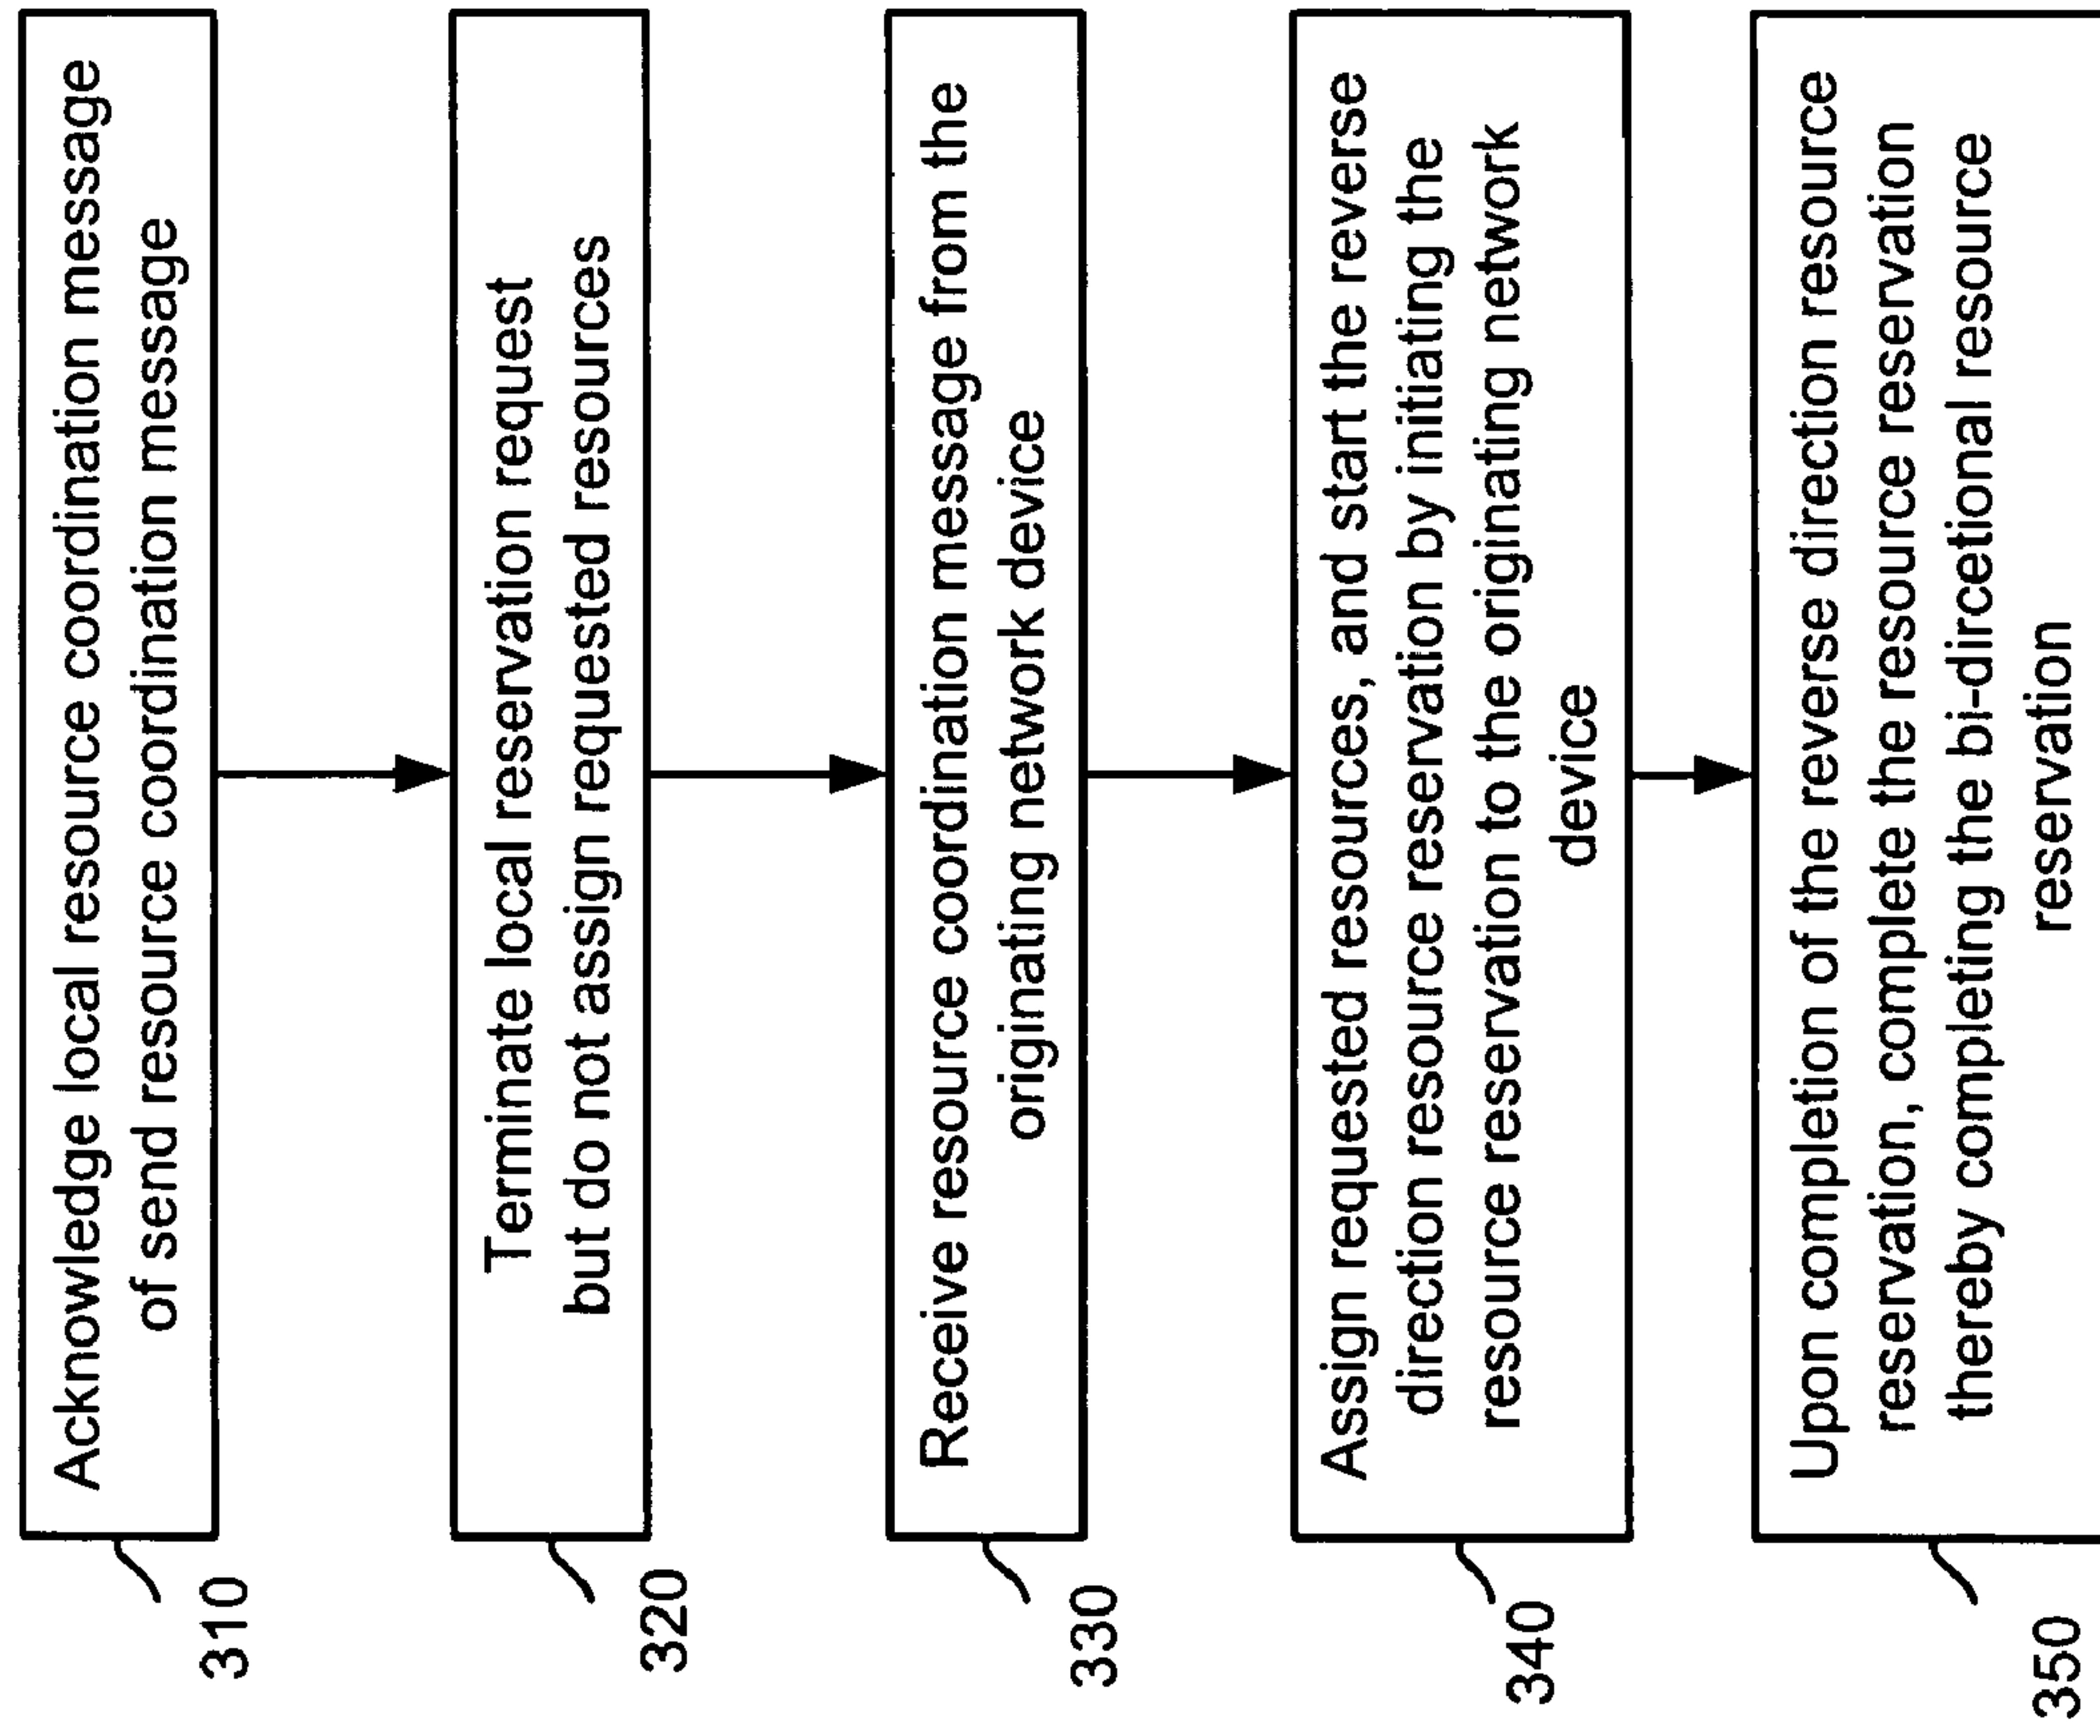 Acknowledge local resource coordination message
of send resource coordination message
310
Terminate local reservation request
but do not assign requested resources
320
Receive resource coordination message from the
originating network device
330
Assign requested resources, and start the reverse
direction resource reservation by initiating the
resource reservation to the originating network
device
340
Upon completion of the reverse direction resource
reservation, complete the resource reservation
thereby completing the bi-dircetional resource
reservation
350